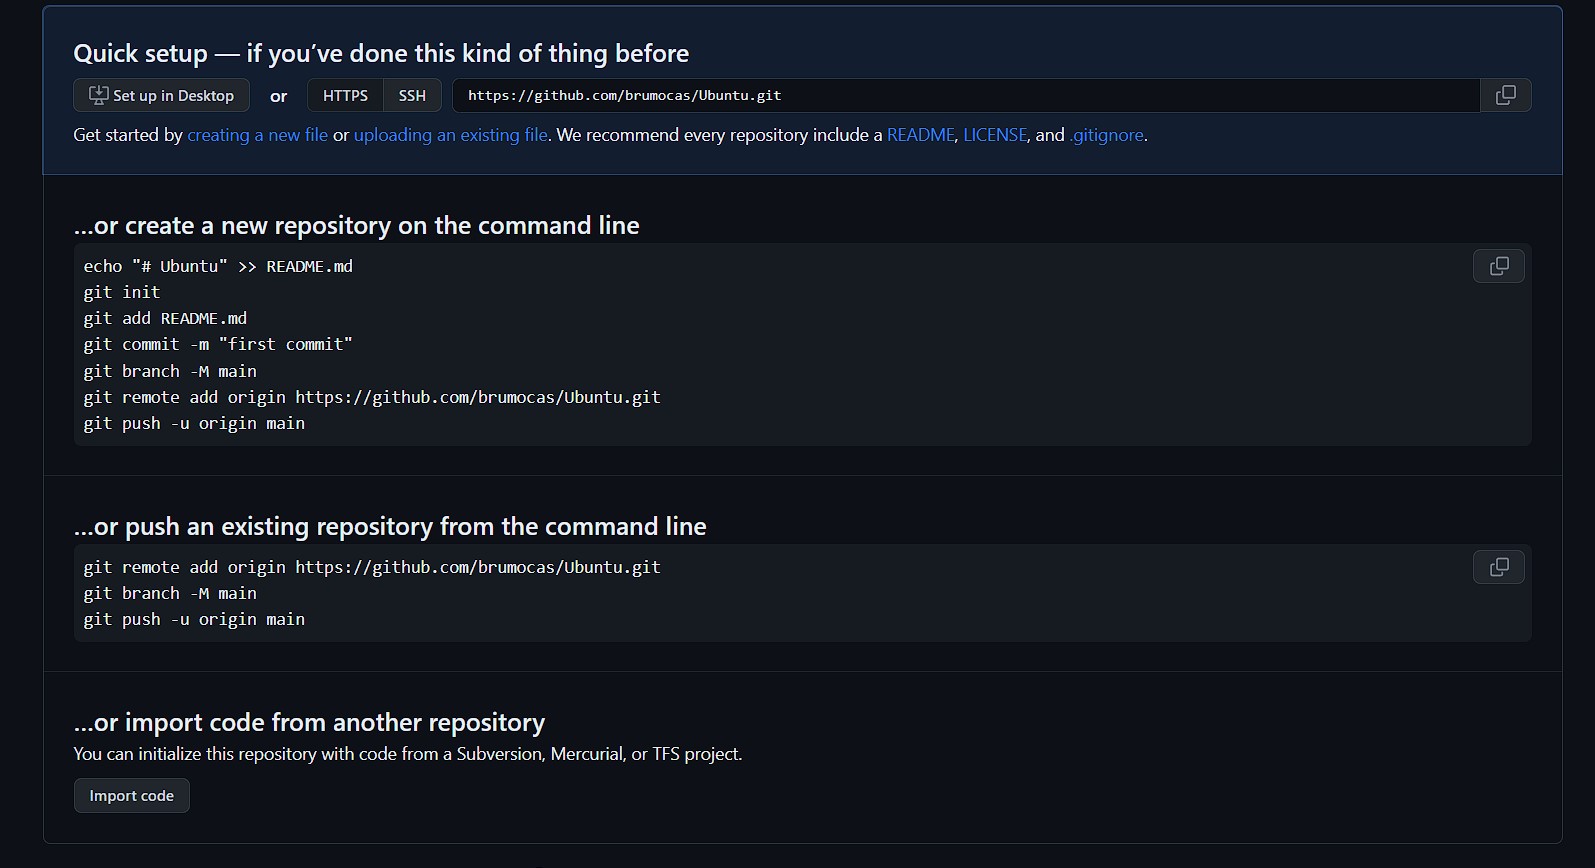 Quick setup — if you’ve done this kind of thing before
Set up in Desktop or HTTPS SSH https://github.com/brumocas/Ubuntu.git
Get started by creating a new file or uploading an existing file. We recommend every repository include a README, LICENSE, and .gitignore.
…or create a new repository on the command line
echo "# Ubuntu" >> README.md
git init
git add README.md
git commit -m "first commit"
git branch -M main
git remote add origin https://github.com/brumocas/Ubuntu.git
git push -u origin main
…or push an existing repository from the command line
git remote add origin https://github.com/brumocas/Ubuntu.git
git branch -M main
git push -u origin main
…or import code from another repository
You can initialize this repository with code from a Subversion, Mercurial, or TFS project.
Import code